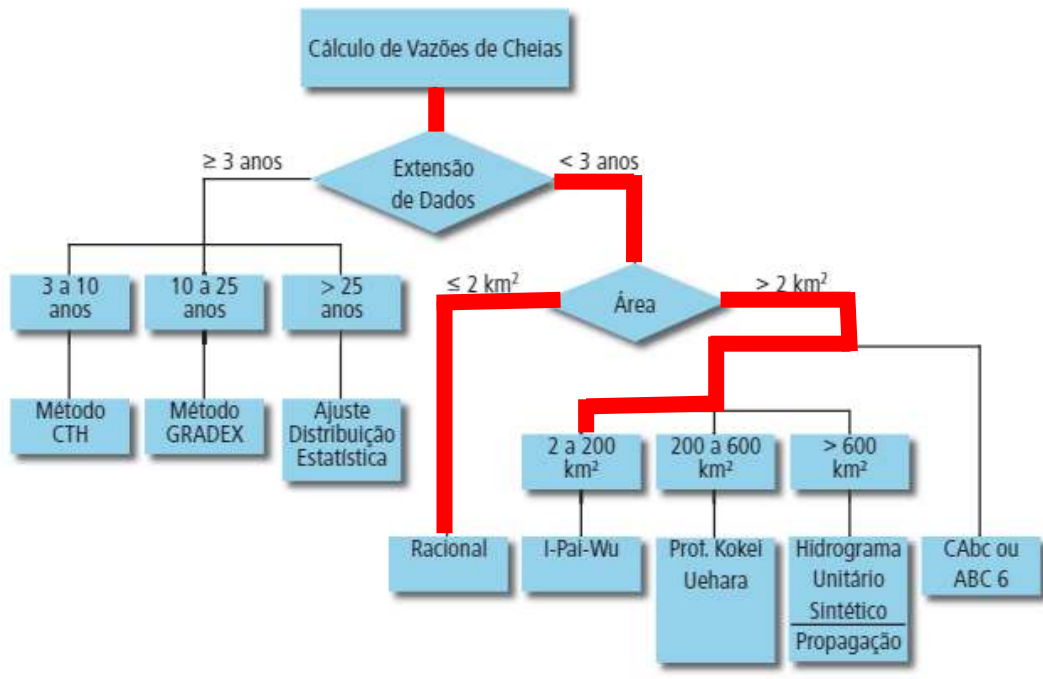 Cálculo de Vazões de Cheias
≥ 3 anos
Extensão
de Dados
< 3 anos
3 a 10
anos
10 a 25
anos
> 25
anos
≤ 2 km²
Área
> 2 km²
Método
CTH
Método
GRADEX
Ajuste
Distribuição
Estatística
2 a 200
km²
200 a 600
km²
> 600
km²
Racional
I-Pai-Wu
Prof. Kokei
Uehara
Hidrograma
Unitário
Sintético
Propagação
CAbc ou
ABC 6